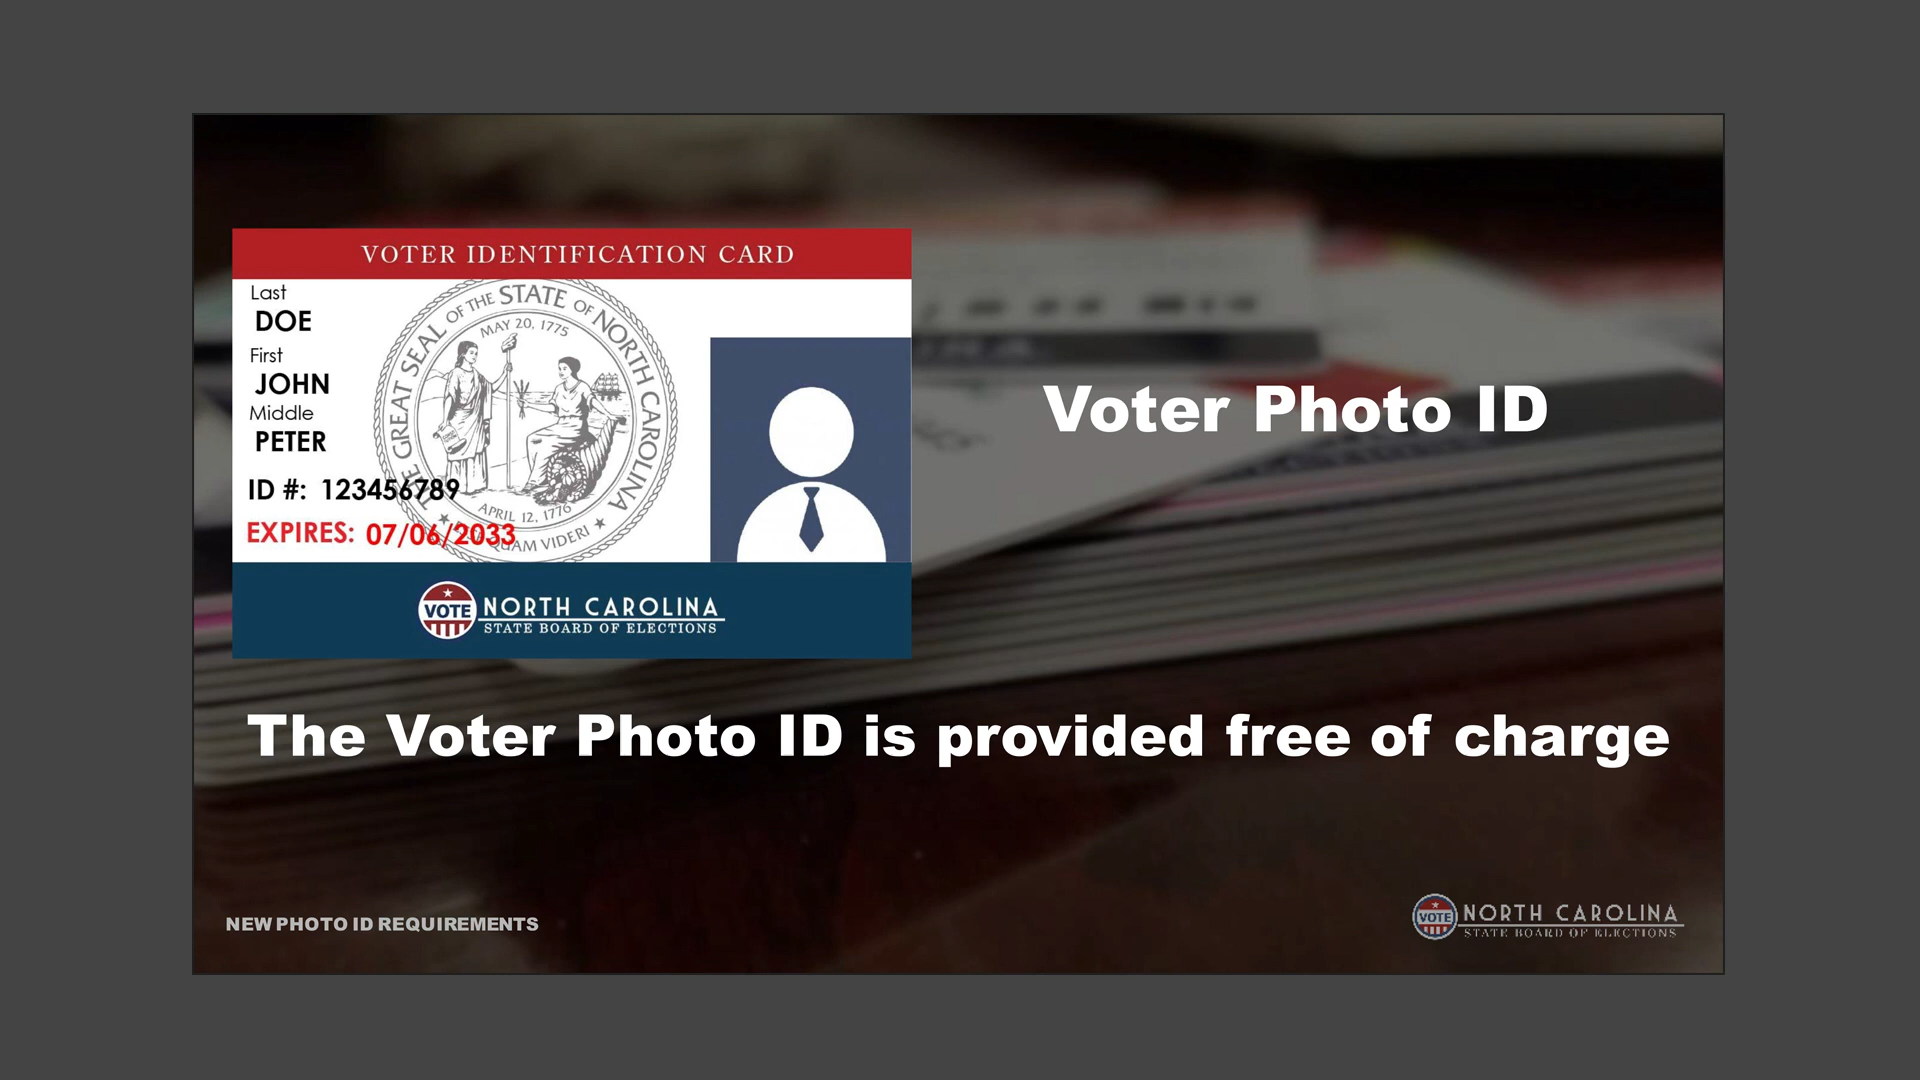 VOTER IDENTIFICATION CARD
Last
DOE
First
JOHN
Middle
PETER
ID #: 123456789
EXPIRES: 07/06/2033
THE GREAT SEAL OF THE STATE OF NORTH CAROLINA
MAY 20, 1775
APRIL 12, 1776
QUAM VIDERI
VOTE
NORTH CAROLINA
STATE BOARD OF ELECTIONS
Voter Photo ID
The Voter Photo ID is provided free of charge
NEW PHOTO ID REQUIREMENTS
VOTE
NORTH CAROLINA
STATE BOARD OF ELECTIONS